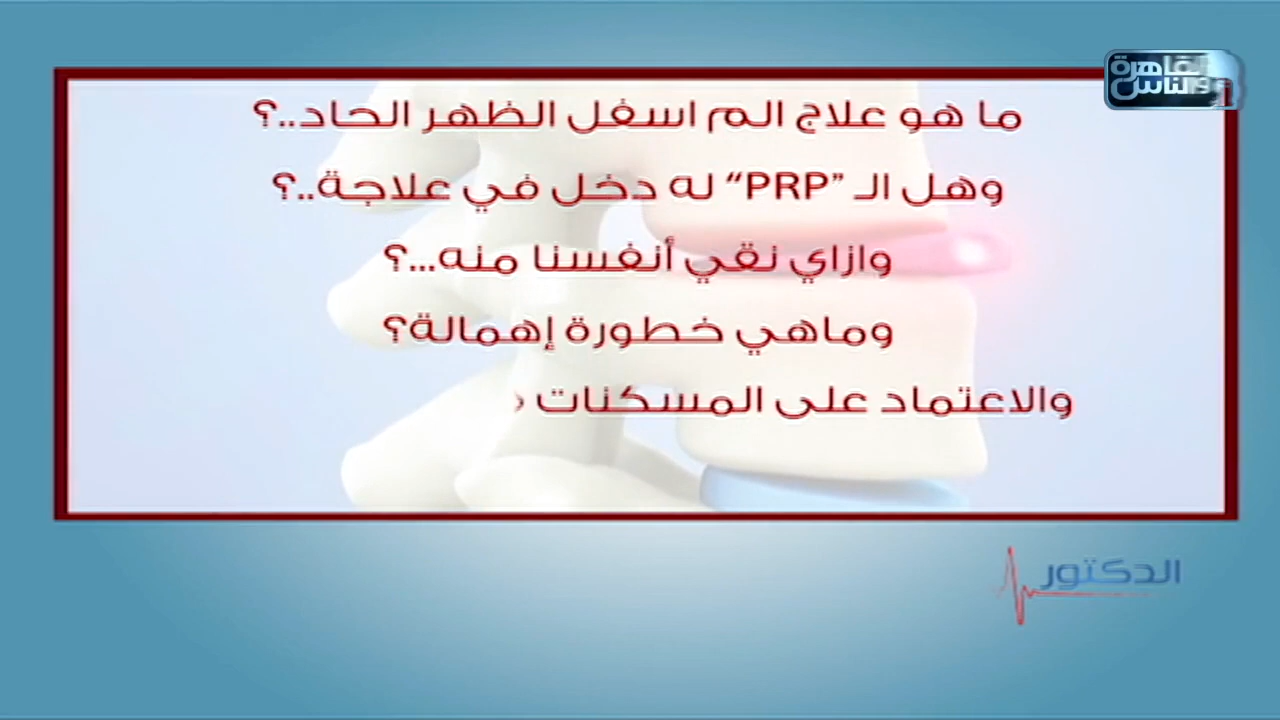 القاهرة
والناس
ما هو علاج الم اسفل الظهر الحاد..؟
وهل الـ "PRP" له دخل في علاجة..؟
وازاي نقي أنفسنا منه...؟
وماهي خطورة إهمالة؟
والاعتماد على المسكنات
الدكتور